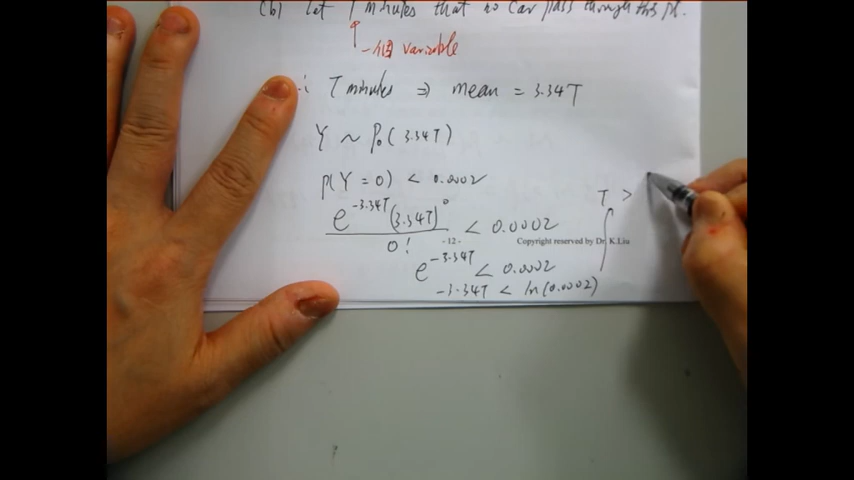 (b) Let T minutes that no car pass through this pt.
一個 variable
T minutes ⇒ mean = 3.34T
Y ~ Po(3.34T)
P(Y = 0) < 0.0002
e^{-3.34T}(3.34T)^0 / 0! < 0.0002
T >
- 12 -
Copyright reserved by Dr. K.Liu
e^{-3.34T} < 0.0002
-3.34T < ln(0.0002)